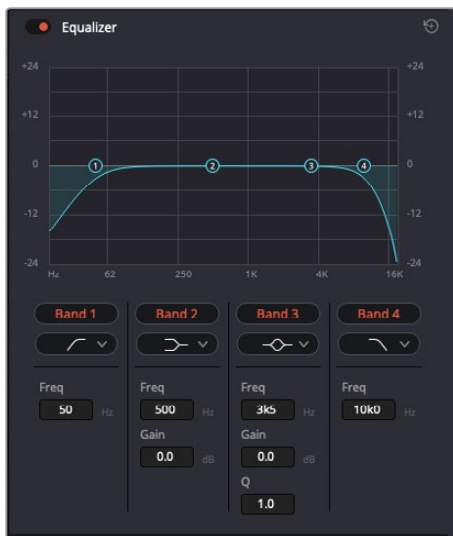 Equalizer
+24 +24
+12 +12
0 1 2 3 4 0
-12 -12
-24 -24
Hz 62 250 1K 4K 16K
Band 1 Band 2 Band 3 Band 4
Freq Freq Freq Freq
50 Hz 500 Hz 3k5 Hz 10k0 Hz
Gain Gain
0.0 dB 0.0 dB
Q
1.0